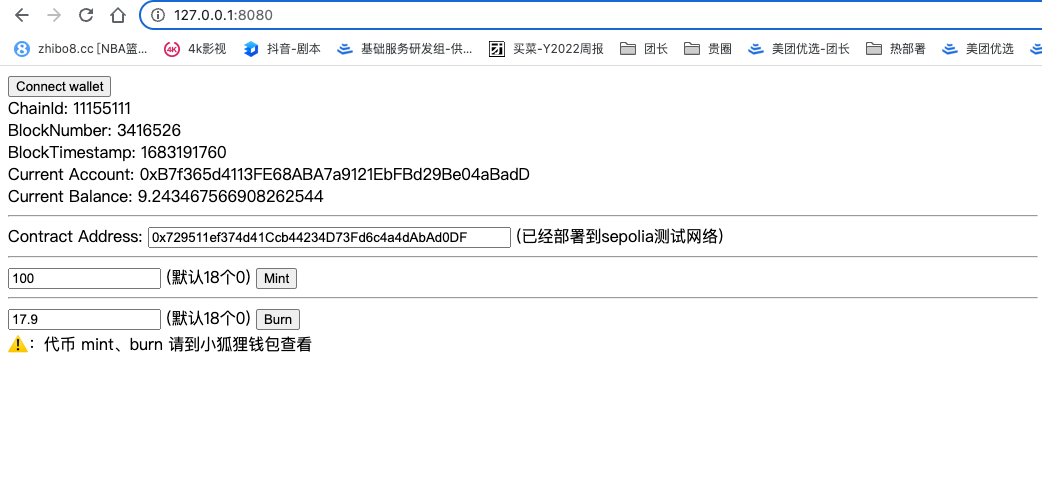 127.0.0.1:8080
zhibo8.cc [NBA篮... 4K 4k影视 抖音-剧本 基础服务研发组-供... 买菜-Y2022周报 团长 贵圈 美团优选-团长 热部署 美团优选
Connect wallet
ChainId: 11155111
BlockNumber: 3416526
BlockTimestamp: 1683191760
Current Account: 0xB7f365d4113FE68ABA7a9121EbFBd29Be04aBadD
Current Balance: 9.243467566908262544
Contract Address: 0x729511ef374d41Ccb44234D73Fd6c4a4dAbAd0DF (已经部署到sepolia测试网络)
100 (默认18个0) Mint
17.9 (默认18个0) Burn
⚠️：代币 mint、burn 请到小狐狸钱包查看